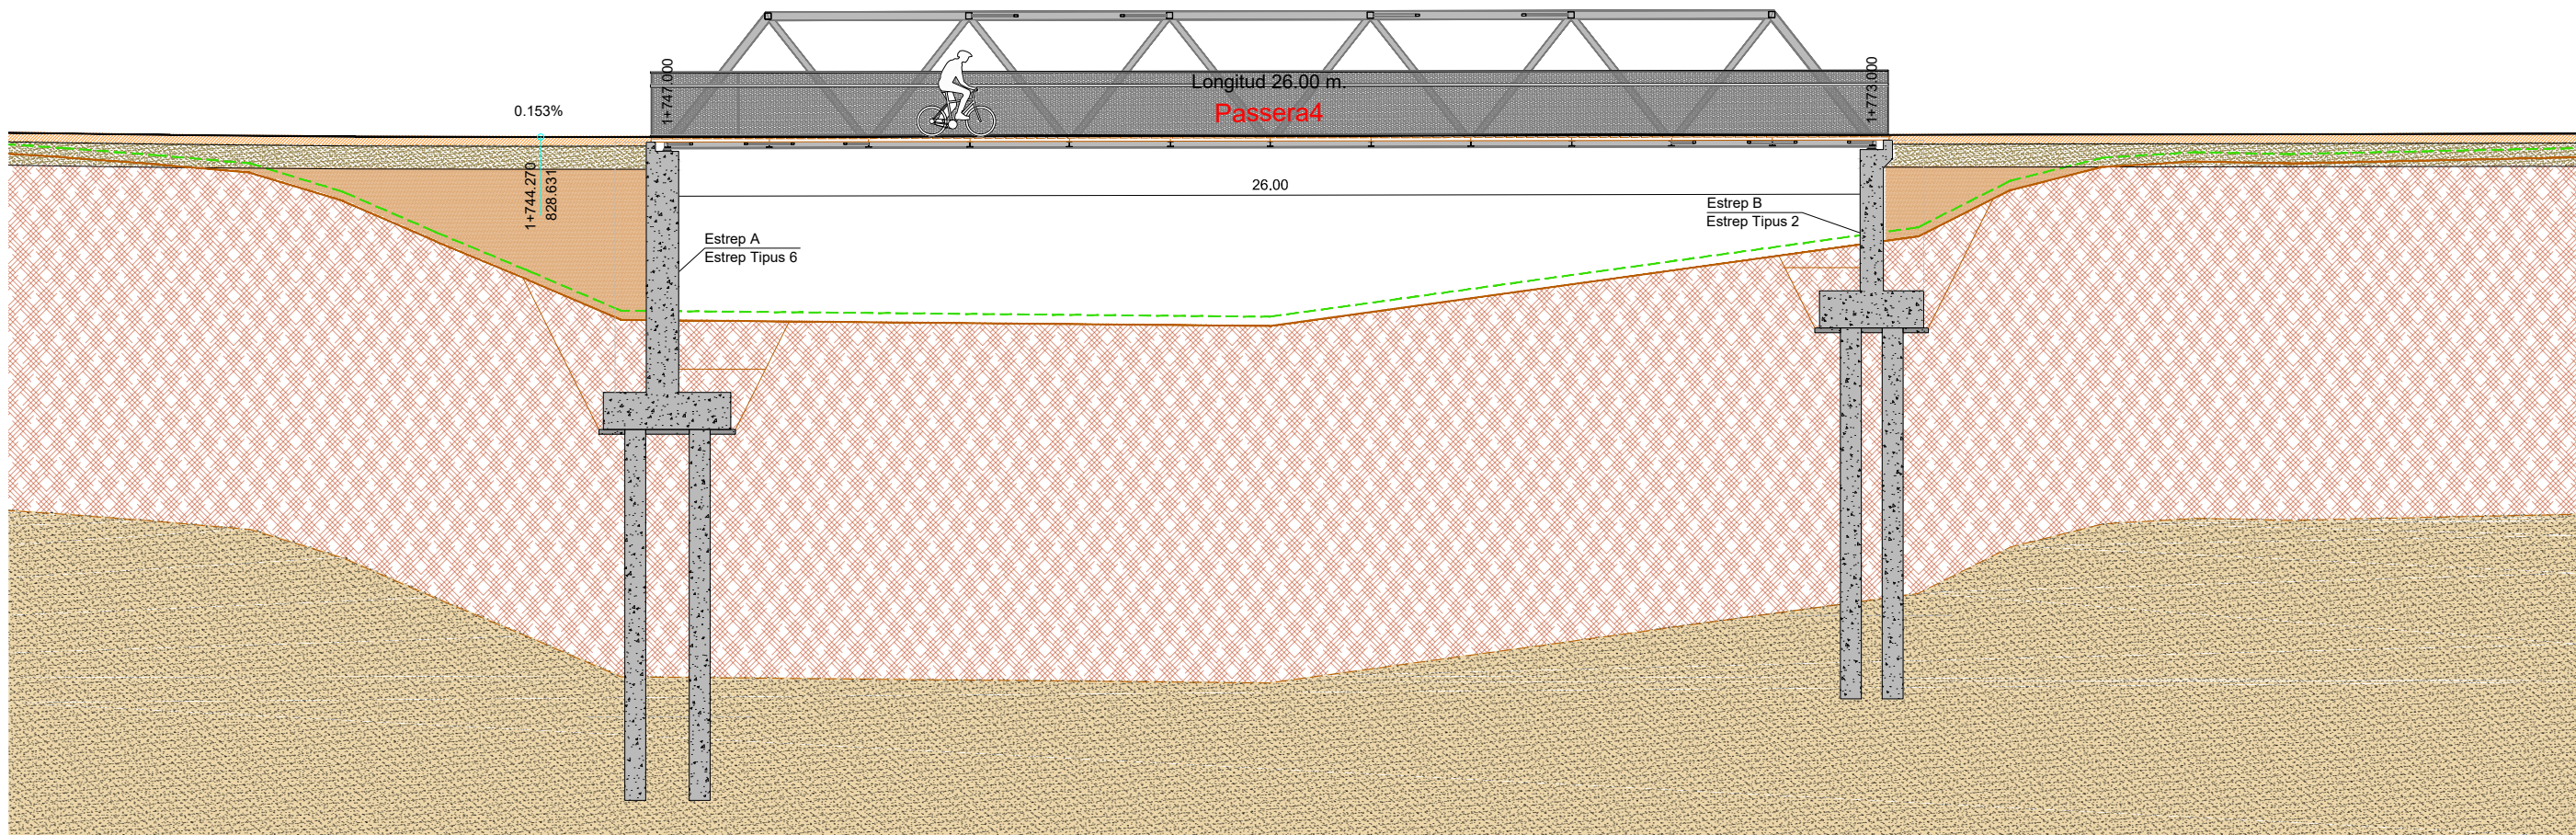 0.153%
1+744.270
828.631
1+747.000
Longitud 26.00 m.
Passera4
1+773.000
26.00
Estrep A
Estrep Tipus 6
Estrep B
Estrep Tipus 2